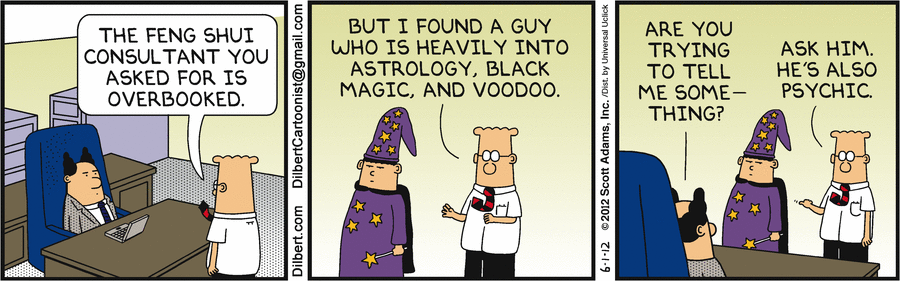 THE FENG SHUI
CONSULTANT YOU
ASKED FOR IS
OVERBOOKED.
Dilbert.com DilbertCartoonist@gmail.com
BUT I FOUND A GUY
WHO IS HEAVILY INTO
ASTROLOGY, BLACK
MAGIC, AND VOODOO.
6-1-12 ©2012 Scott Adams, Inc. /Dist. by Universal Uclick
ARE YOU
TRYING
TO TELL
ME SOME—
THING?
ASK HIM.
HE'S ALSO
PSYCHIC.